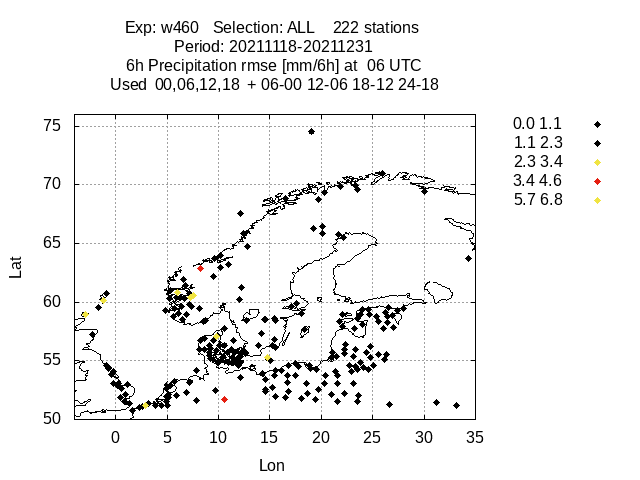 Exp: w460 Selection: ALL 222 stations
Period: 20211118-20211231
6h Precipitation rmse [mm/6h] at 06 UTC
Used 00,06,12,18 + 06-00 12-06 18-12 24-18
0.0 1.1
1.1 2.3
2.3 3.4
3.4 4.6
5.7 6.8
75
70
65
60
55
50
Lat
0 5 10 15 20 25 30 35
Lon